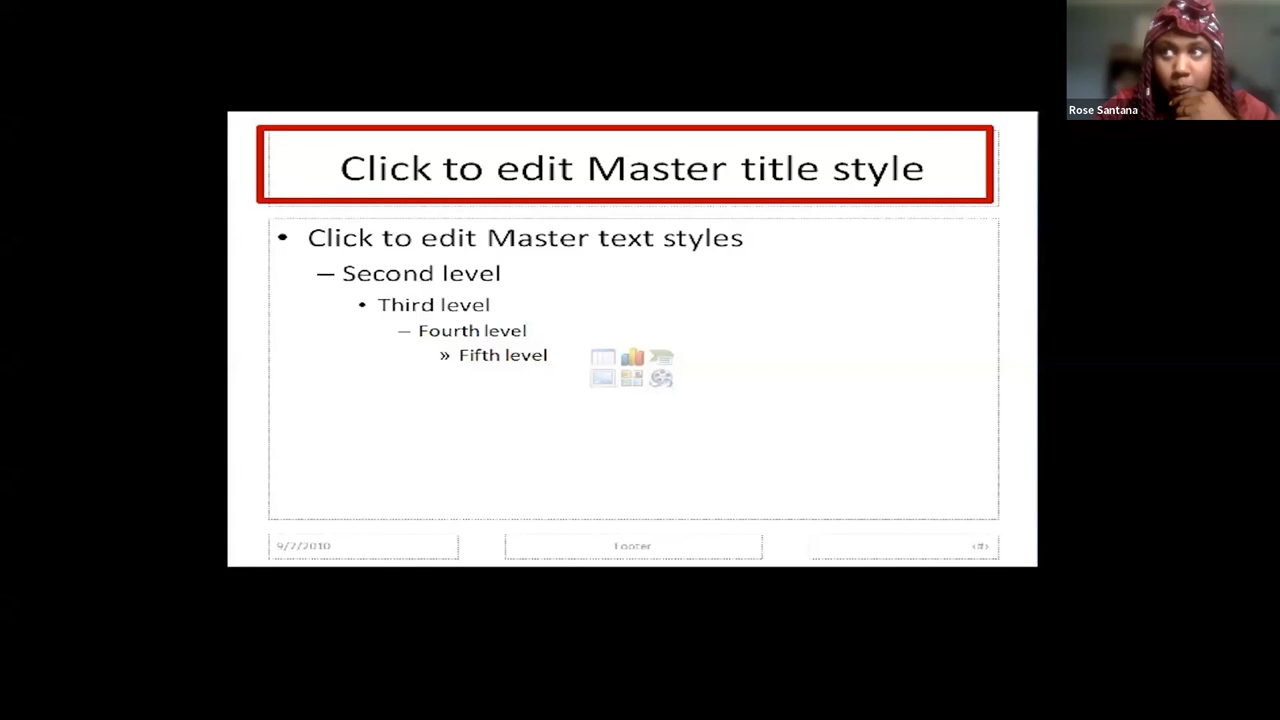 Click to edit Master title style
• Click to edit Master text styles
– Second level
• Third level
– Fourth level
» Fifth level
9/7/2010
Footer
‹#›
Rose Santana